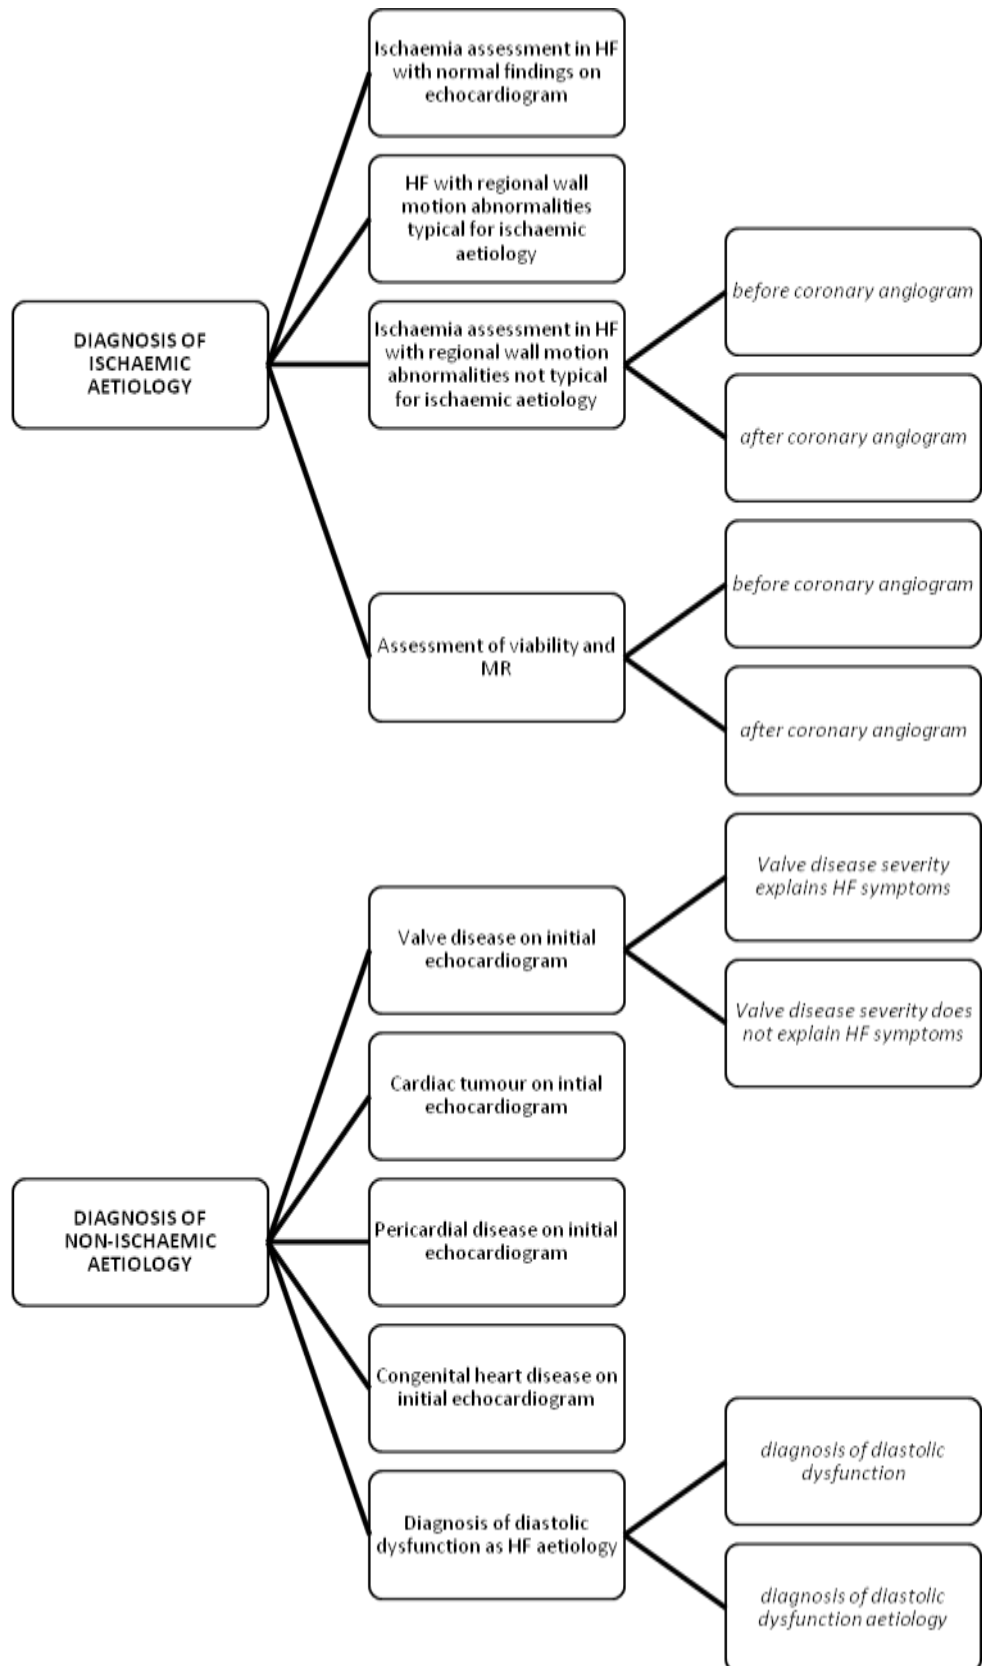 Ischaemia assessment in HF
with normal findings on
echocardiogram
HF with regional wall
motion abnormalities
typical for ischaemic
aetiology
DIAGNOSIS OF
ISCHAEMIC
AETIOLOGY
Ischaemia assessment in HF
with regional wall motion
abnormalities not typical
for ischaemic aetiology
before coronary angiogram
after coronary angiogram
Assessment of viability and
MR
before coronary angiogram
after coronary angiogram
Valve disease on initial
echocardiogram
Valve disease severity
explains HF symptoms
Valve disease severity does
not explain HF symptoms
Cardiac tumour on intial
echocardiogram
DIAGNOSIS OF
NON-ISCHAEMIC
AETIOLOGY
Pericardial disease on initial
echocardiogram
Congenital heart disease on
initial echocardiogram
Diagnosis of diastolic
dysfunction as HF aetiology
diagnosis of diastolic
dysfunction
diagnosis of diastolic
dysfunction aetiology